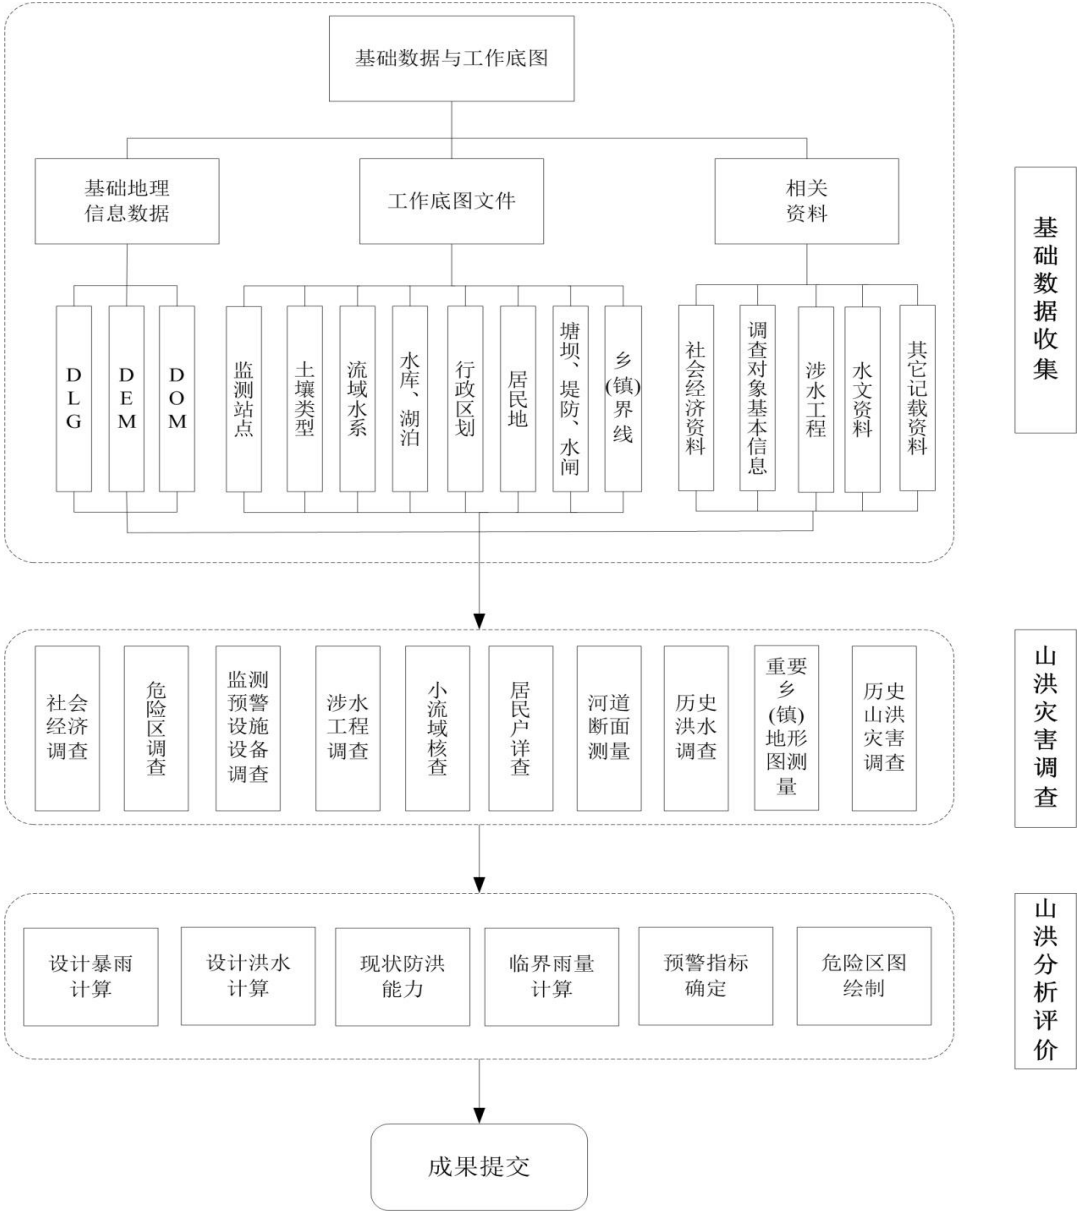 基础数据与工作底图
基础地理
信息数据
工作底图文件
相关
资料
DLG
DEM
DOM
监测站点
土壤类型
流域水系
水库、湖泊
行政区划
居民地
塘坝、堤防、水闸
乡(镇)界线
社会经济资料
调查对象基本信息
涉水工程
水文资料
其它记载资料
基础数据收集
社会
经济
调查
危险区调查
监测
预警
设施
设备
调查
涉水
工程
调查
小流域核查
居民户详查
河道
断面
测量
历史
洪水
调查
重要
乡
(镇)
地形
图测
量
历史
山洪
灾害
调查
山洪灾害调查
设计暴雨
计算
设计洪水
计算
现状防洪
能力
临界雨量
计算
预警指标
确定
危险区图
绘制
山洪分析评价
成果提交